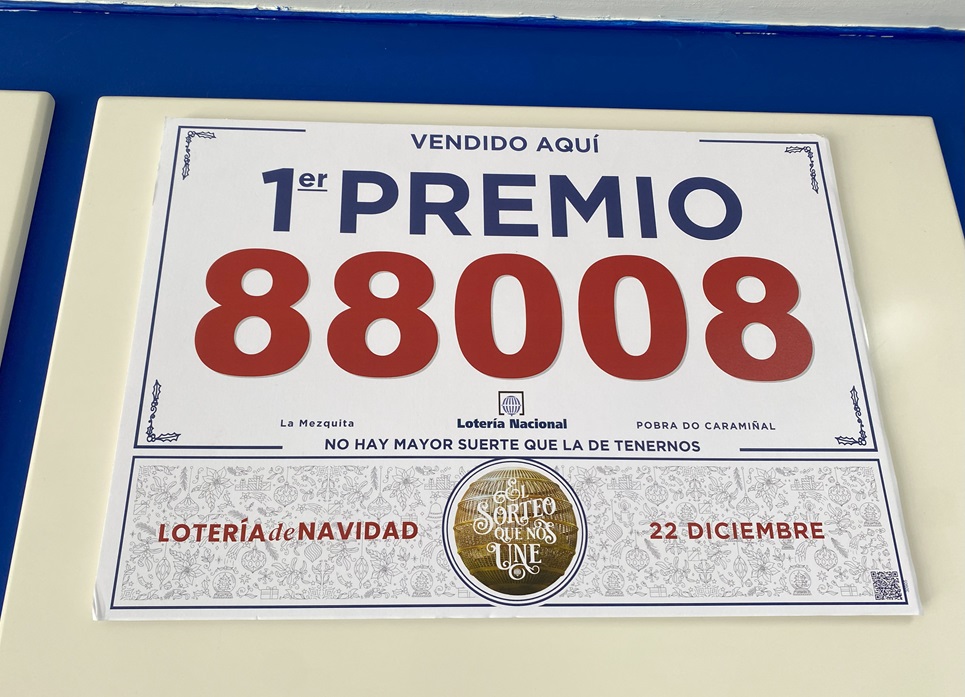 VENDIDO AQUÍ
1er PREMIO
88008
La Mezquita
Lotería Nacional
POBRA DO CARAMIÑAL
NO HAY MAYOR SUERTE QUE LA DE TENERNOS
LOTERÍA de NAVIDAD
EL
SORTEO
QUE NOS
UNE
22 DICIEMBRE